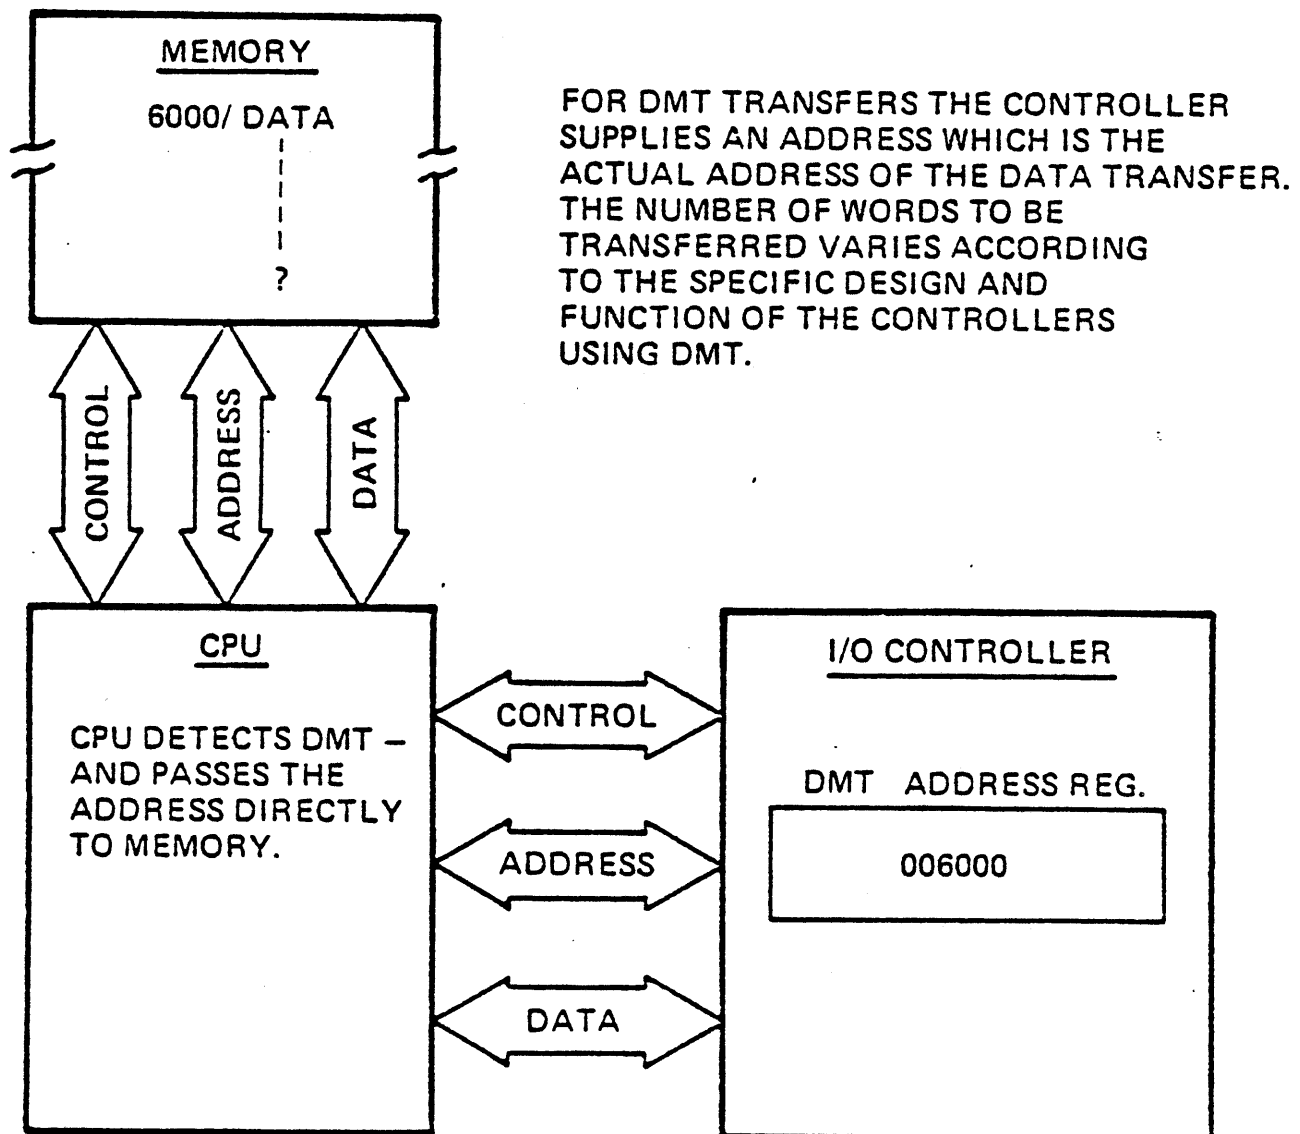 MEMORY
6000/ DATA
?
FOR DMT TRANSFERS THE CONTROLLER
SUPPLIES AN ADDRESS WHICH IS THE
ACTUAL ADDRESS OF THE DATA TRANSFER.
THE NUMBER OF WORDS TO BE
TRANSFERRED VARIES ACCORDING
TO THE SPECIFIC DESIGN AND
FUNCTION OF THE CONTROLLERS
USING DMT.
CONTROL
ADDRESS
DATA
CPU
CPU DETECTS DMT –
AND PASSES THE
ADDRESS DIRECTLY
TO MEMORY.
CONTROL
ADDRESS
DATA
I/O CONTROLLER
DMT ADDRESS REG.
006000